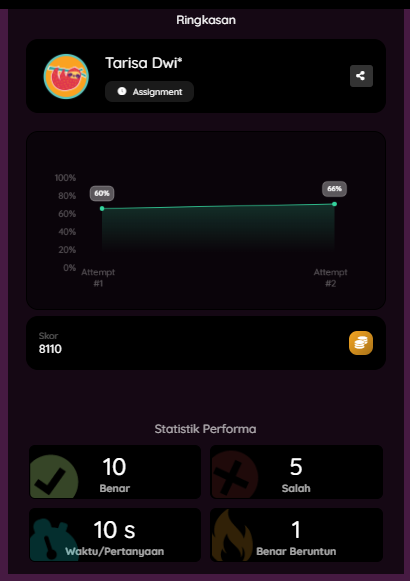 Ringkasan
Tarisa Dwi*
Assignment
100%
80%
60%
40%
20%
0%
60%
66%
Attempt
#1
Attempt
#2
Skor
8110
Statistik Performa
10
Benar
5
Salah
10 s
Waktu/Pertanyaan
1
Benar Beruntun